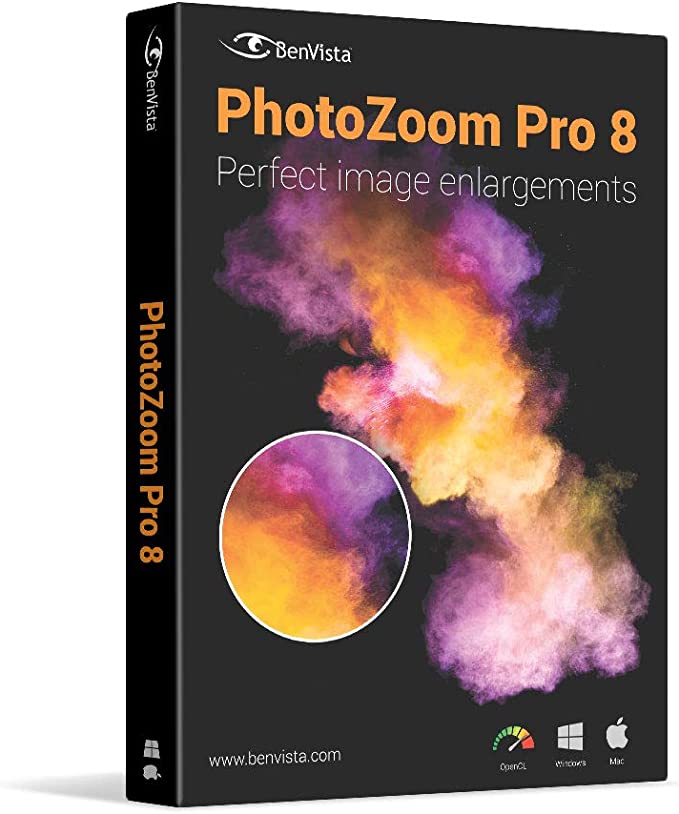 BenVista
BenVista
PhotoZoom Pro 8
Perfect image enlargements
PhotoZoom Pro 8
www.benvista.com
OpenCL
Windows
Mac